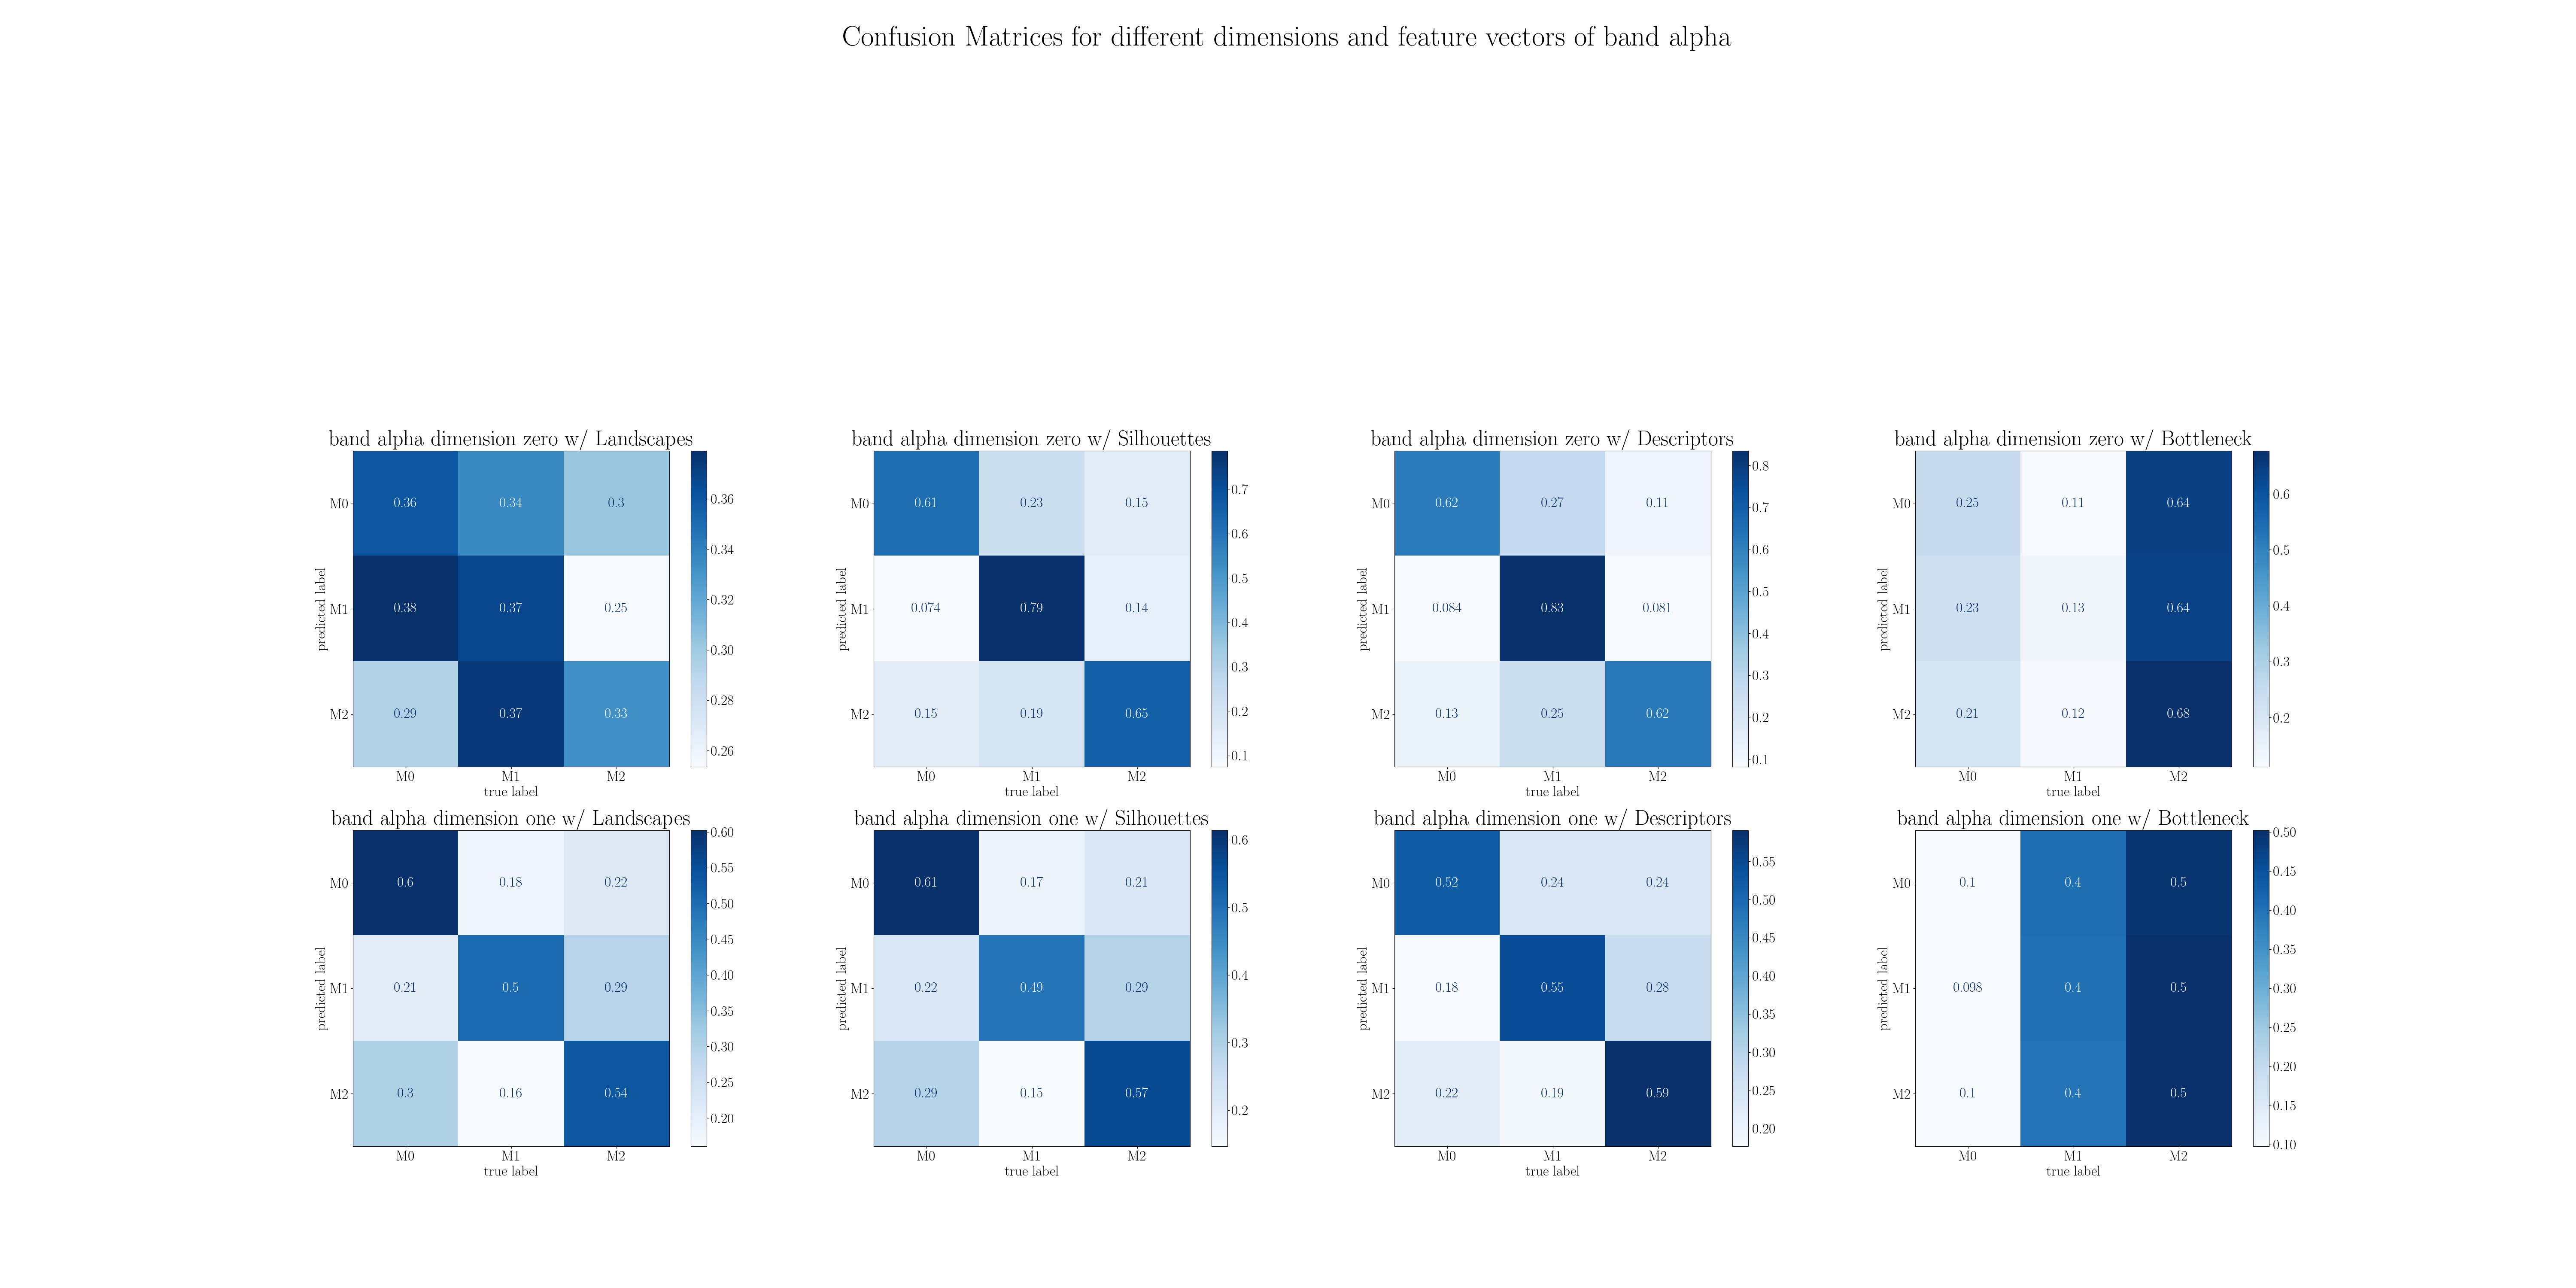 Confusion Matrices for different dimensions and feature vectors of band alpha
band alpha dimension zero w/ Landscapes
predicted label
M0 0.36 0.34 0.3
M1 0.38 0.37 0.25
M2 0.29 0.37 0.33
M0 M1 M2
true label
0.36
0.34
0.32
0.30
0.28
0.26
band alpha dimension zero w/ Silhouettes
predicted label
M0 0.61 0.23 0.15
M1 0.074 0.79 0.14
M2 0.15 0.19 0.65
M0 M1 M2
true label
0.7
0.6
0.5
0.4
0.3
0.2
0.1
band alpha dimension zero w/ Descriptors
predicted label
M0 0.62 0.27 0.11
M1 0.084 0.83 0.081
M2 0.13 0.25 0.62
M0 M1 M2
true label
0.8
0.7
0.6
0.5
0.4
0.3
0.2
0.1
band alpha dimension zero w/ Bottleneck
predicted label
M0 0.25 0.11 0.64
M1 0.23 0.13 0.64
M2 0.21 0.12 0.68
M0 M1 M2
true label
0.6
0.5
0.4
0.3
0.2
band alpha dimension one w/ Landscapes
predicted label
M0 0.6 0.18 0.22
M1 0.21 0.5 0.29
M2 0.3 0.16 0.54
M0 M1 M2
true label
0.60
0.55
0.50
0.45
0.40
0.35
0.30
0.25
0.20
band alpha dimension one w/ Silhouettes
predicted label
M0 0.61 0.17 0.21
M1 0.22 0.49 0.29
M2 0.29 0.15 0.57
M0 M1 M2
true label
0.6
0.5
0.4
0.3
0.2
band alpha dimension one w/ Descriptors
predicted label
M0 0.52 0.24 0.24
M1 0.18 0.55 0.28
M2 0.22 0.19 0.59
M0 M1 M2
true label
0.55
0.50
0.45
0.40
0.35
0.30
0.25
0.20
band alpha dimension one w/ Bottleneck
predicted label
M0 0.1 0.4 0.5
M1 0.098 0.4 0.5
M2 0.1 0.4 0.5
M0 M1 M2
true label
0.50
0.45
0.40
0.35
0.30
0.25
0.20
0.15
0.10